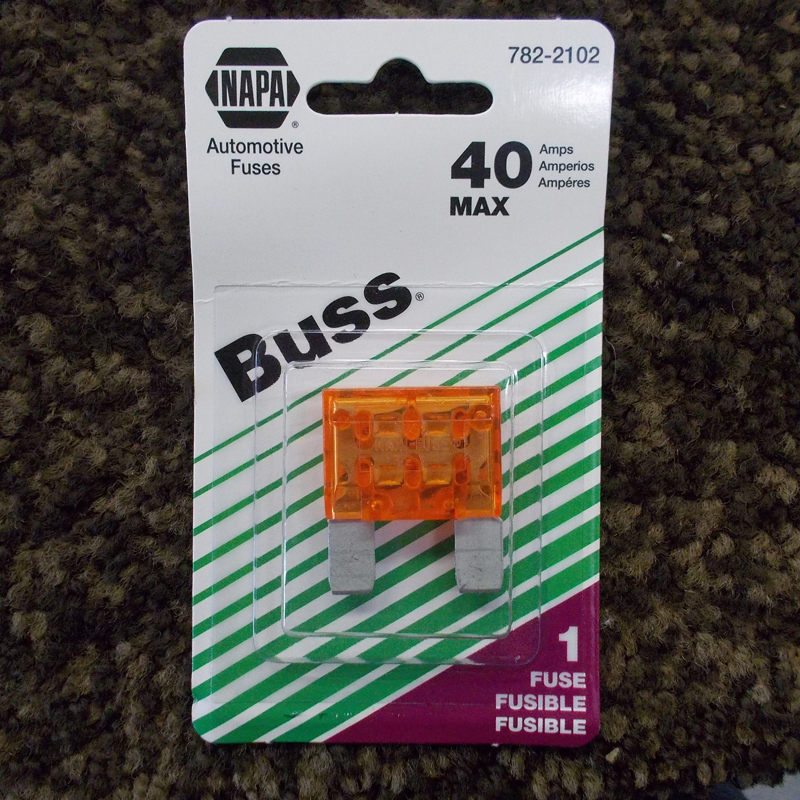 NAPA®
Automotive
Fuses
782-2102
40
Amps
Amperios
Ampéres
MAX
Buss®
1
FUSE
FUSIBLE
FUSIBLE